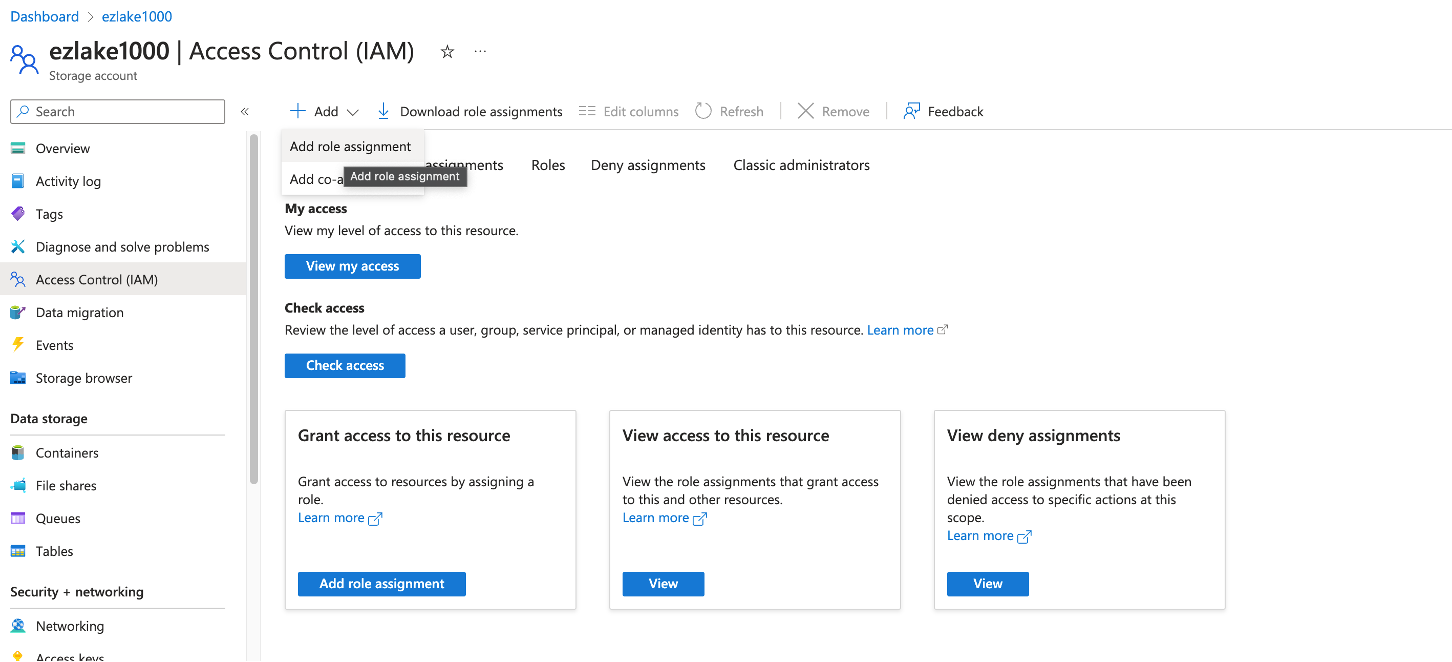 Dashboard > ezlake1000
ezlake1000 | Access Control (IAM) ☆ ...
Storage account
Search «
Add Download role assignments Edit columns Refresh Remove Feedback
Add role assignment
Add co-a
Add role assignment
assignments Roles Deny assignments Classic administrators
Overview
Activity log
Tags
Diagnose and solve problems
Access Control (IAM)
Data migration
Events
Storage browser
Data storage
Containers
File shares
Queues
Tables
Security + networking
Networking
Access keys
My access
View my level of access to this resource.
View my access
Check access
Review the level of access a user, group, service principal, or managed identity has to this resource. Learn more
Check access
Grant access to this resource
Grant access to resources by assigning a
role.
Learn more
Add role assignment
View access to this resource
View the role assignments that grant access
to this and other resources.
Learn more
View
View deny assignments
View the role assignments that have been
denied access to specific actions at this
scope.
Learn more
View